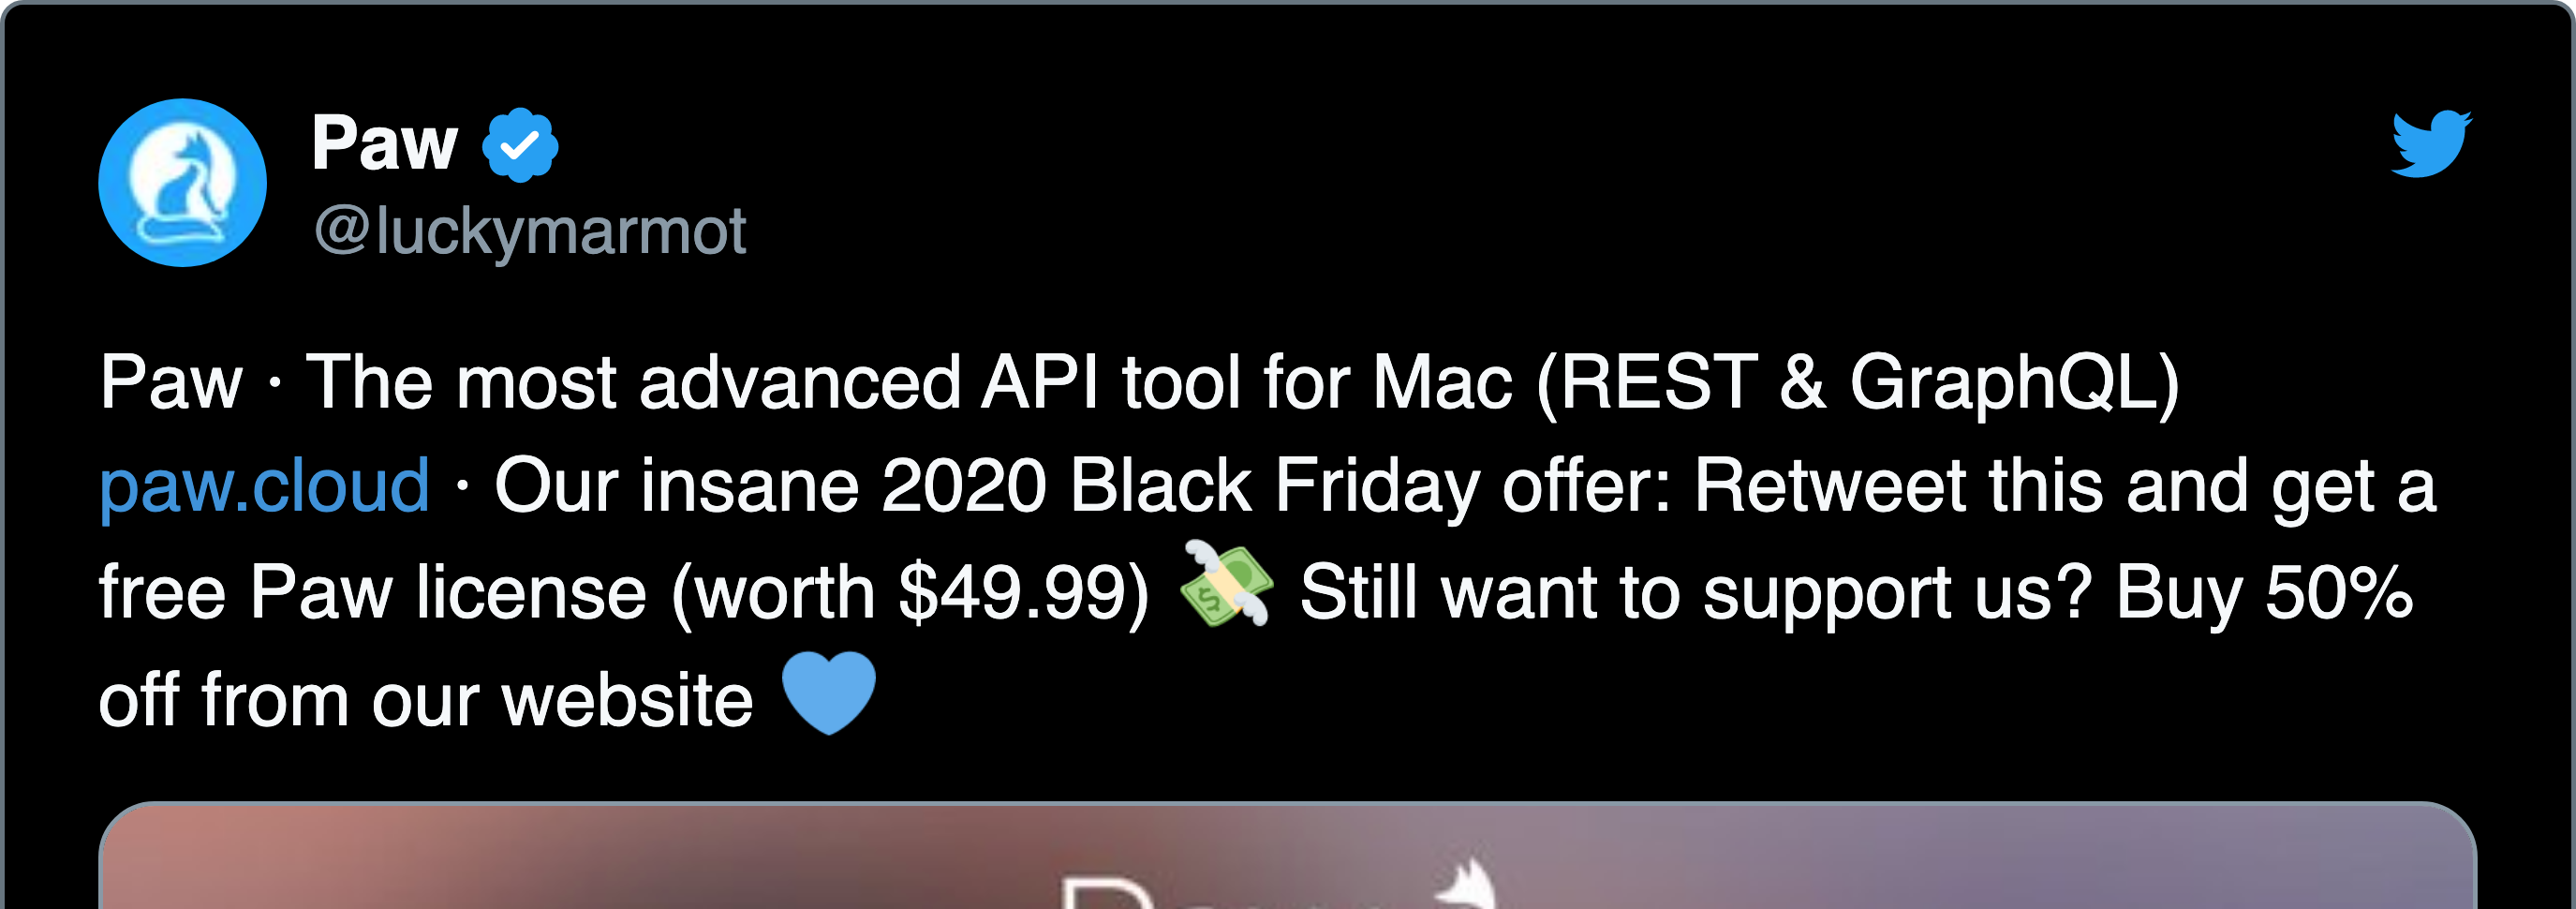 Paw
@luckymarmot
Paw · The most advanced API tool for Mac (REST & GraphQL)
paw.cloud · Our insane 2020 Black Friday offer: Retweet this and get a
free Paw license (worth $49.99) 💸 Still want to support us? Buy 50%
off from our website 💙